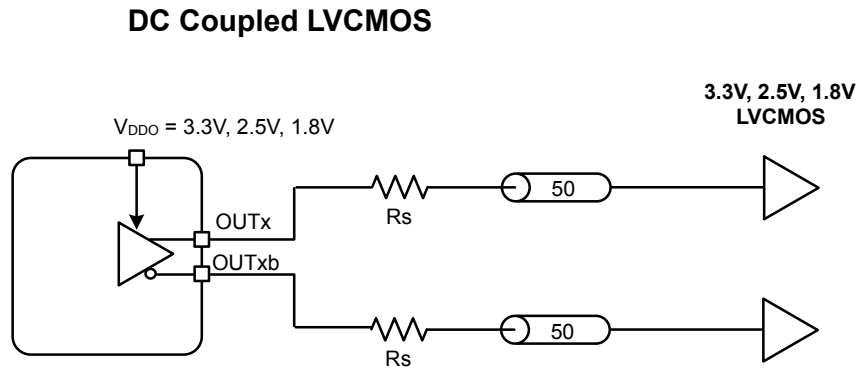 DC Coupled LVCMOS
3.3V, 2.5V, 1.8V
LVCMOS
VDDO = 3.3V, 2.5V, 1.8V
OUTx
Rs
50
OUTxb
Rs
50